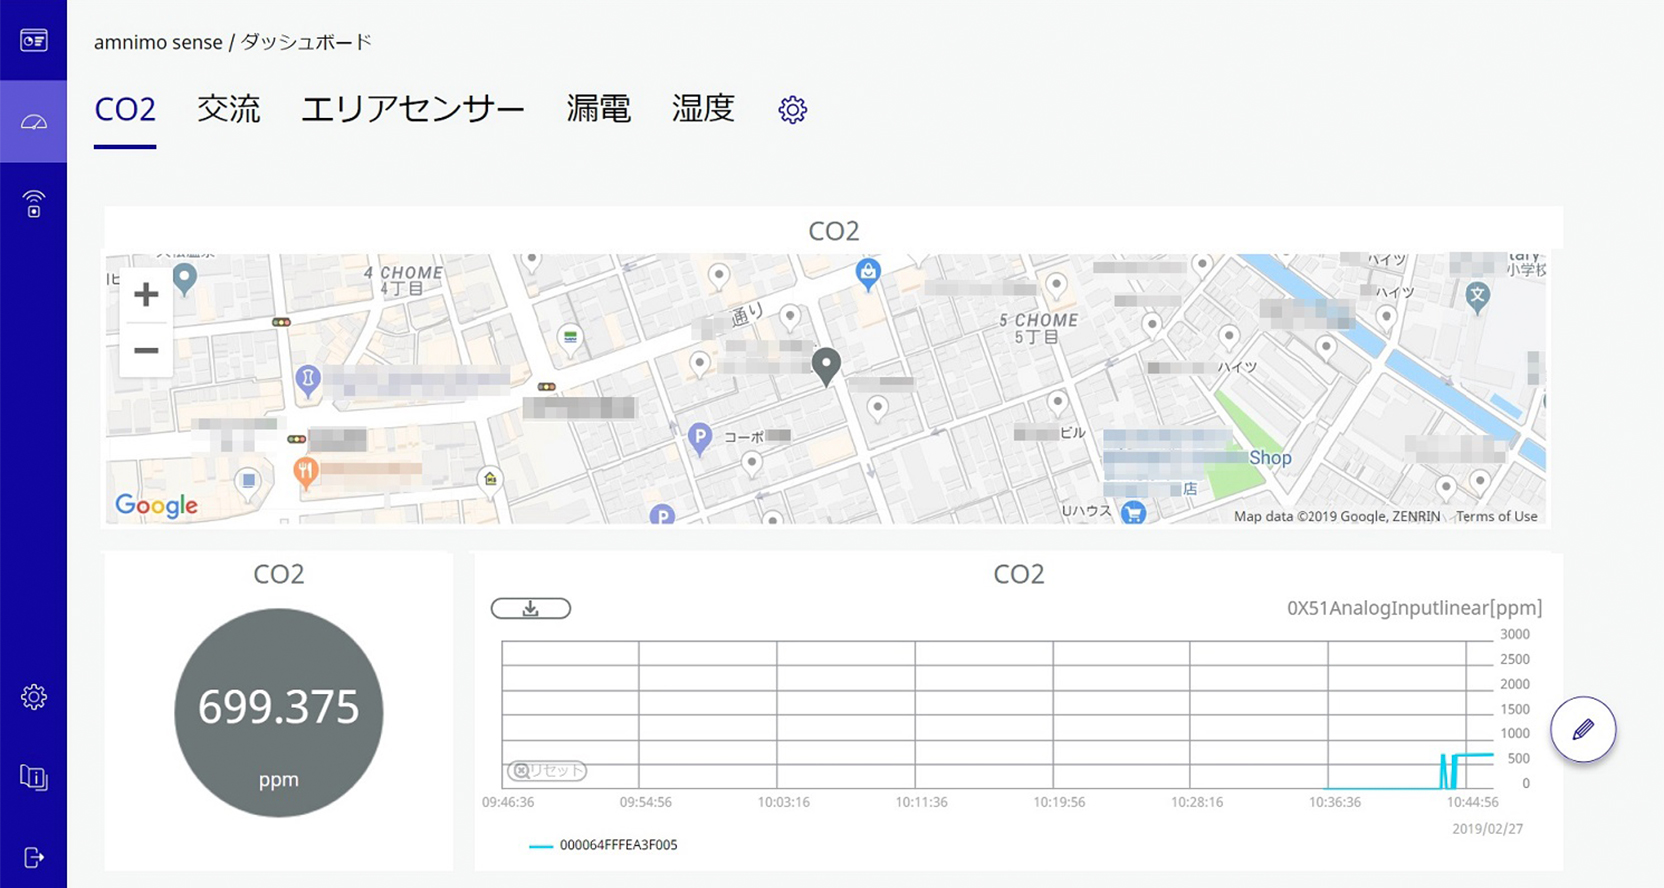 amnimo sense / ダッシュボード
CO2 交流 エリアセンサー 漏電 湿度
CO2
4 CHOME
4丁目
通り
5 CHOME
5丁目
ハイツ
小学校
ハイツ
文
ハイツ
P
コーポ
ビル
Shop
店
P
Uハウス
Google
Map data ©2019 Google, ZENRIN Terms of Use
CO2
699.375
ppm
CO2
0X51AnalogInputlinear[ppm]
3000
2500
2000
1500
1000
500
0
リセット
09:46:36 09:54:56 10:03:16 10:11:36 10:19:56 10:28:16 10:36:36 10:44:56
2019/02/27
000064FFFEA3F005